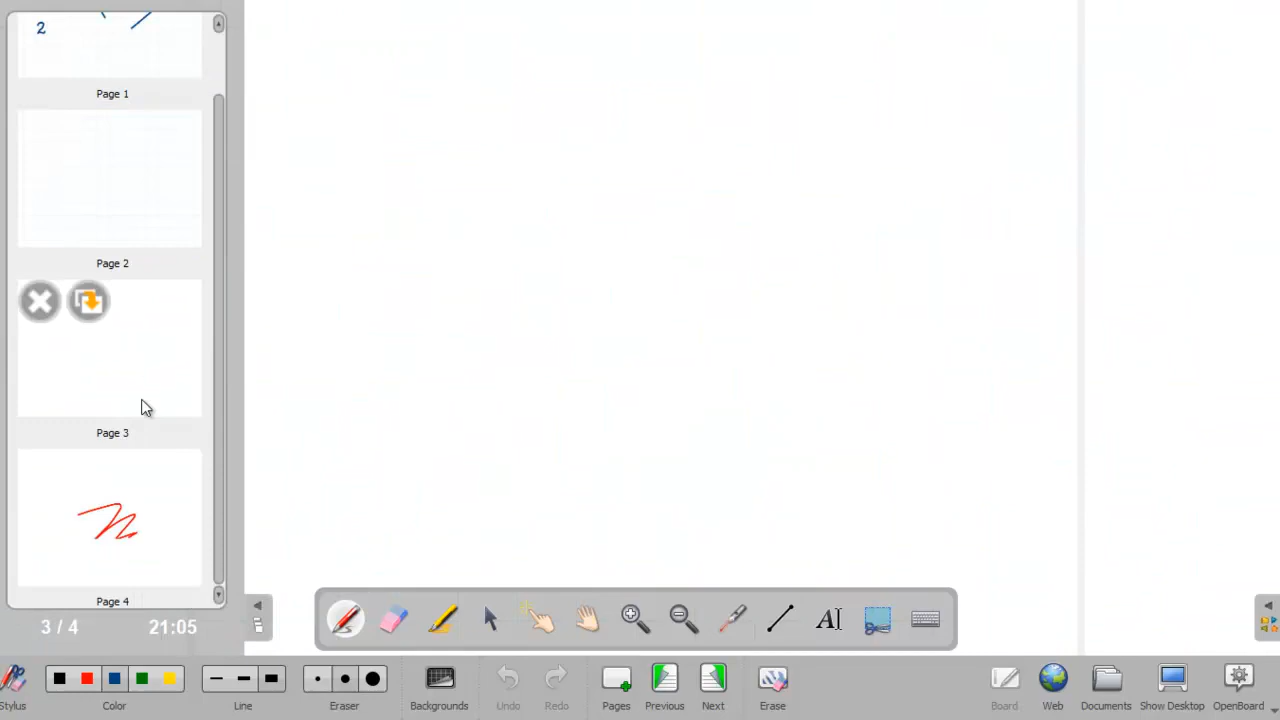 2
Page 1
Page 2
Page 3
Page 4
3 / 4
21:05
Stylus
Color
Line
Eraser
Backgrounds
Undo
Redo
Pages
Previous
Next
Erase
Board
Web
Documents
Show Desktop
OpenBoard